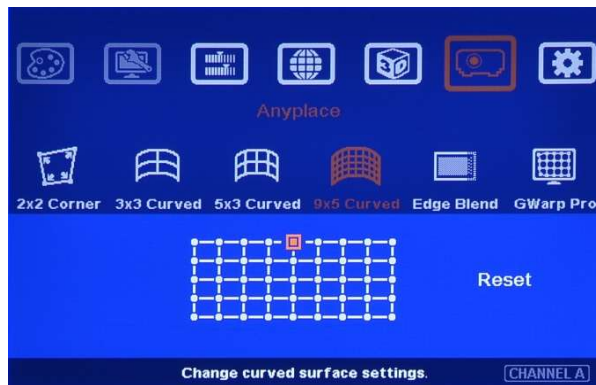 3D
Anyplace
2x2 Corner 3x3 Curved 5x3 Curved 9x5 Curved Edge Blend GWarp Pro
Reset
Change curved surface settings. CHANNEL A